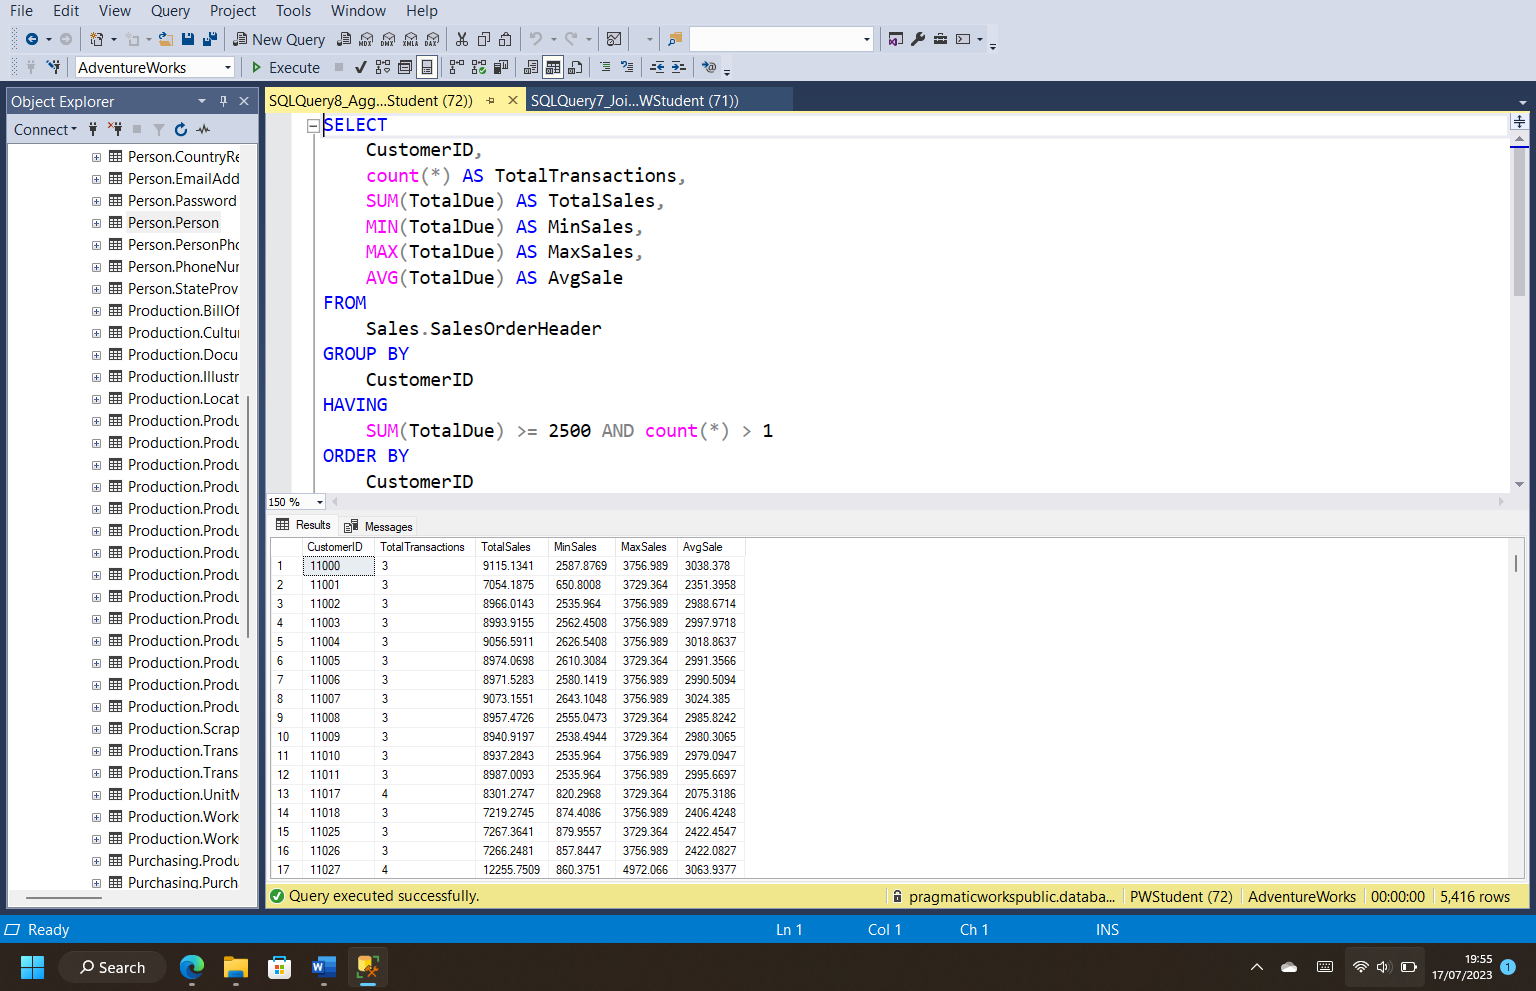 File Edit View Query Project Tools Window Help
New Query MDX DMX XMLA DAX
AdventureWorks Execute
Object Explorer
Connect
Person.CountryRe
Person.EmailAdd
Person.Password
Person.Person
Person.PersonPho
Person.PhoneNur
Person.StateProv
Production.BillOf
Production.Cultur
Production.Docu
Production.Illustr
Production.Locat
Production.Produ
Production.Produ
Production.Produ
Production.Produ
Production.Produ
Production.Produ
Production.Produ
Production.Produ
Production.Produ
Production.Produ
Production.Produ
Production.Produ
Production.Produ
Production.Produ
Production.Scrap
Production.Trans
Production.Trans
Production.UnitM
Production.Work
Production.Work
Purchasing.Produ
Purchasing.Purch
SQLQuery8_Agg...Student (72)) SQLQuery7_Joi...WStudent (71))
SELECT
CustomerID,
count(*) AS TotalTransactions,
SUM(TotalDue) AS TotalSales,
MIN(TotalDue) AS MinSales,
MAX(TotalDue) AS MaxSales,
AVG(TotalDue) AS AvgSale
FROM
Sales.SalesOrderHeader
GROUP BY
CustomerID
HAVING
SUM(TotalDue) >= 2500 AND count(*) > 1
ORDER BY
CustomerID
150 %
Results Messages
CustomerID TotalTransactions TotalSales MinSales MaxSales AvgSale
1 11000 3 9115.1341 2587.8769 3756.989 3038.378
2 11001 3 7054.1875 650.8008 3729.364 2351.3958
3 11002 3 8966.0143 2535.964 3756.989 2988.6714
4 11003 3 8993.9155 2562.4508 3756.989 2997.9718
5 11004 3 9056.5911 2626.5408 3756.989 3018.8637
6 11005 3 8974.0698 2610.3084 3729.364 2991.3566
7 11006 3 8971.5283 2580.1419 3756.989 2990.5094
8 11007 3 9073.1551 2643.1048 3756.989 3024.385
9 11008 3 8957.4726 2555.0473 3729.364 2985.8242
10 11009 3 8940.9197 2538.4944 3729.364 2980.3065
11 11010 3 8937.2843 2535.964 3756.989 2979.0947
12 11011 3 8987.0093 2535.964 3756.989 2995.6697
13 11017 4 8301.2747 820.2968 3729.364 2075.3186
14 11018 3 7219.2745 874.4086 3756.989 2406.4248
15 11025 3 7267.3641 879.9557 3729.364 2422.4547
16 11026 3 7266.2481 857.8447 3756.989 2422.0827
17 11027 4 12255.7509 860.3751 4972.066 3063.9377
Query executed successfully. pragmaticworkspublic.databa... PWStudent (72) AdventureWorks 00:00:00 5,416 rows
Ready Ln 1 Col 1 Ch 1 INS
Search
19:55
17/07/2023
1